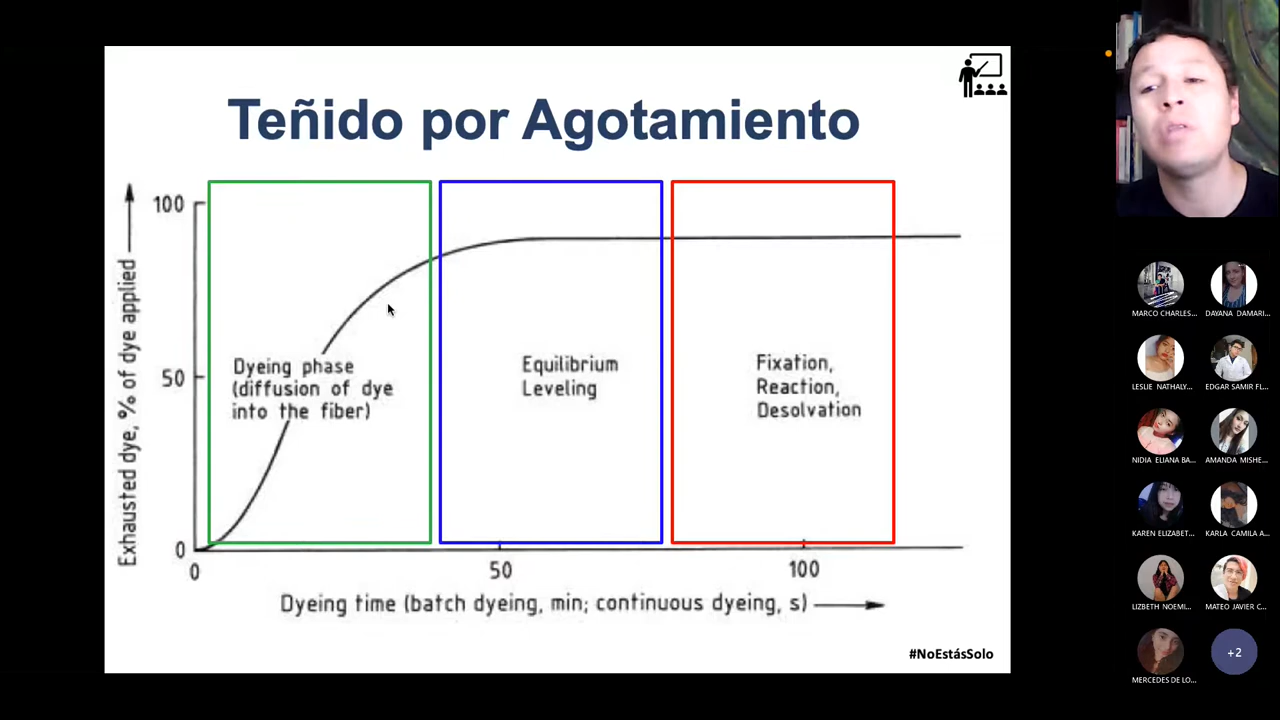 Teñido por Agotamiento
Exhausted dye, % of dye applied
100
50
0
Dyeing phase
(diffusion of dye
into the fiber)
Equilibrium
Leveling
Fixation,
Reaction,
Desolvation
0
50
100
Dyeing time (batch dyeing, min; continuous dyeing, s)
#NoEstásSolo
MARCO CHARLES...
DAYANA DAMARI...
LESLIE NATHALY...
EDGAR SAMIR FL...
NIDIA ELIANA BA...
AMANDA MISHE...
KAREN ELIZABET...
KARLA CAMILA A...
LIZBETH NOEMI...
MATEO JAVIER C...
MERCEDES DE LO...
+2